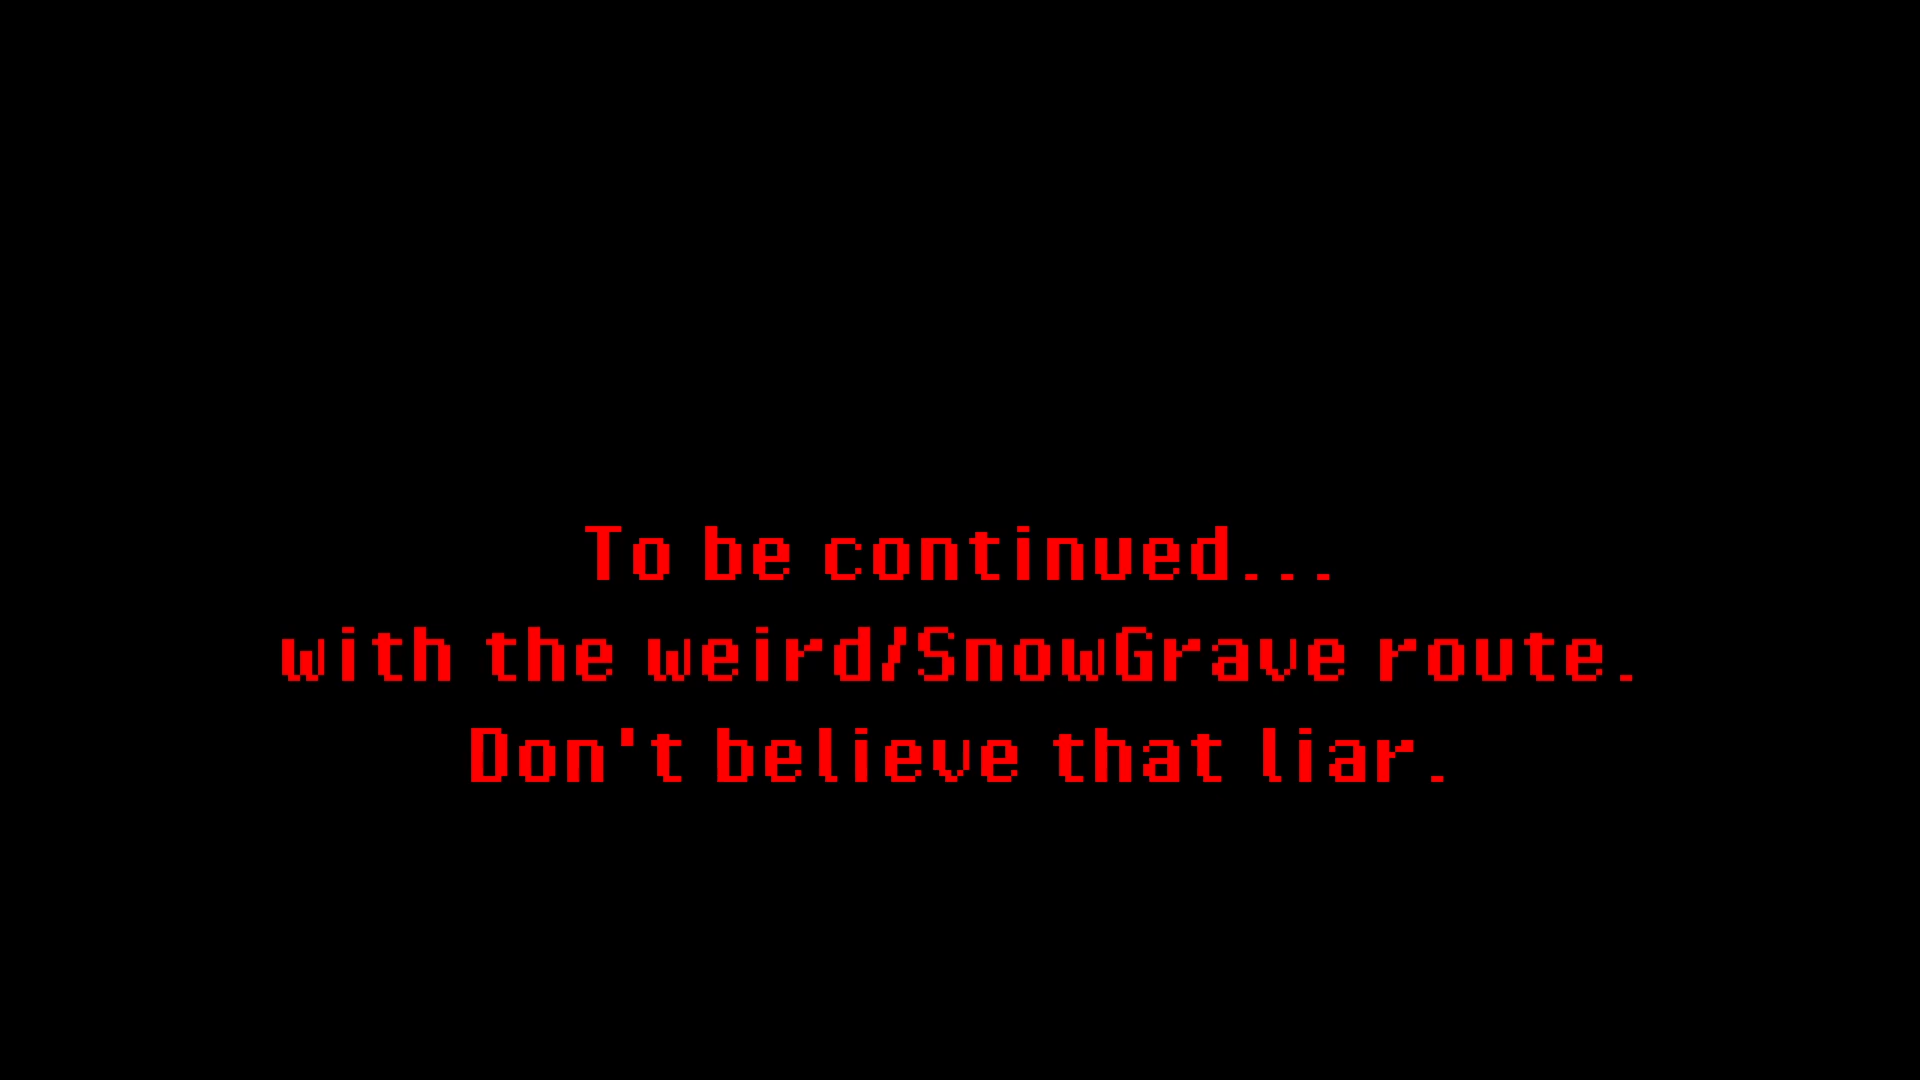 To be continued...
with the weird/SnowGrave route.
Don't believe that liar.